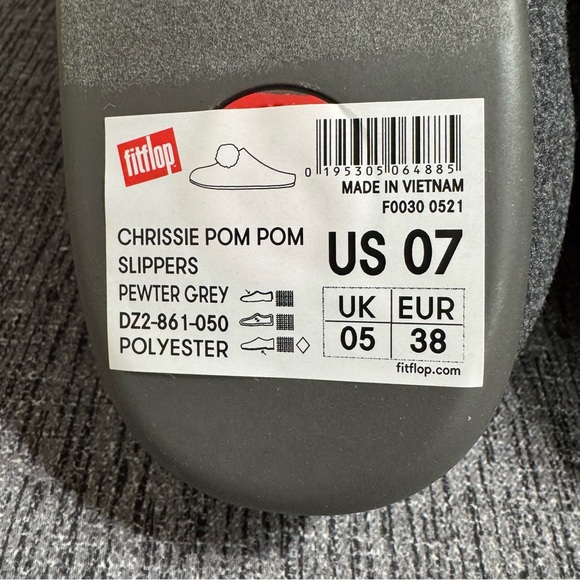 fitflop
0 195305 064885
MADE IN VIETNAM
F0030 0521
CHRISSIE POM POM
SLIPPERS
US 07
PEWTER GREY
DZ2-861-050
POLYESTER
UK EUR
05 38
fitflop.com